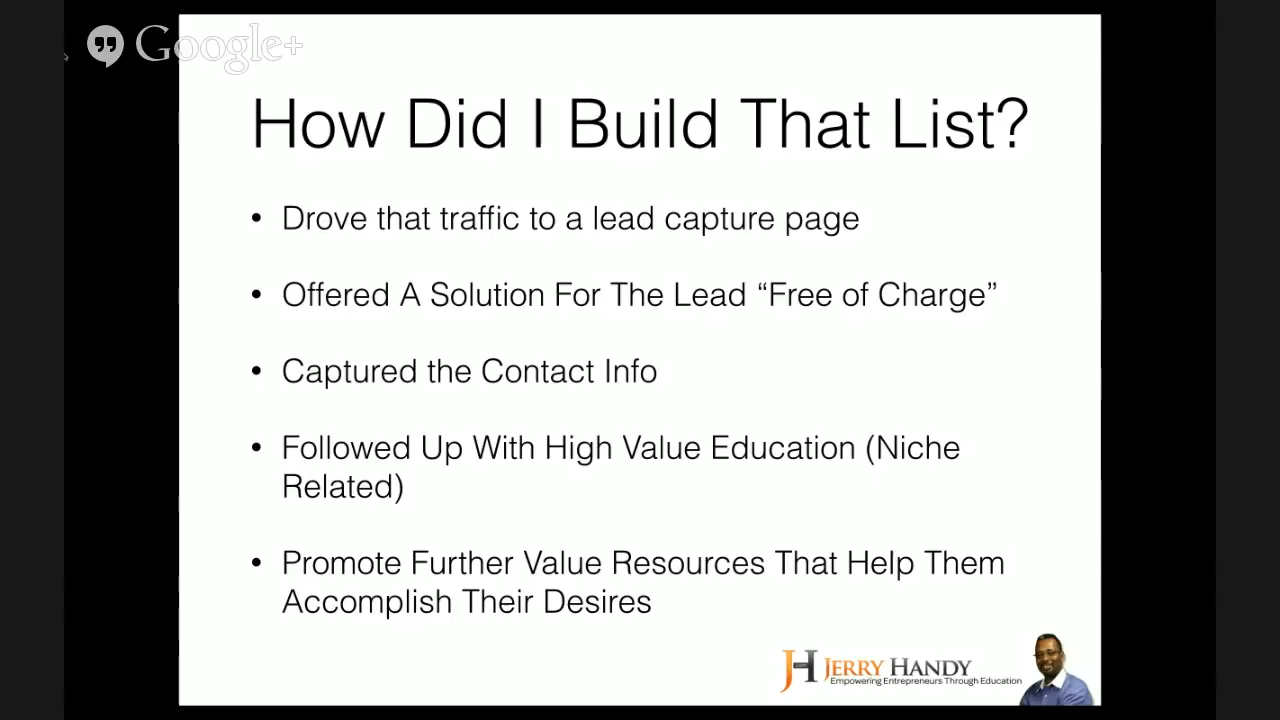 Google+
How Did I Build That List?
• Drove that traffic to a lead capture page
• Offered A Solution For The Lead “Free of Charge”
• Captured the Contact Info
• Followed Up With High Value Education (Niche
Related)
• Promote Further Value Resources That Help Them
Accomplish Their Desires
JH .com JERRY HANDY
Empowering Entrepreneurs Through Education